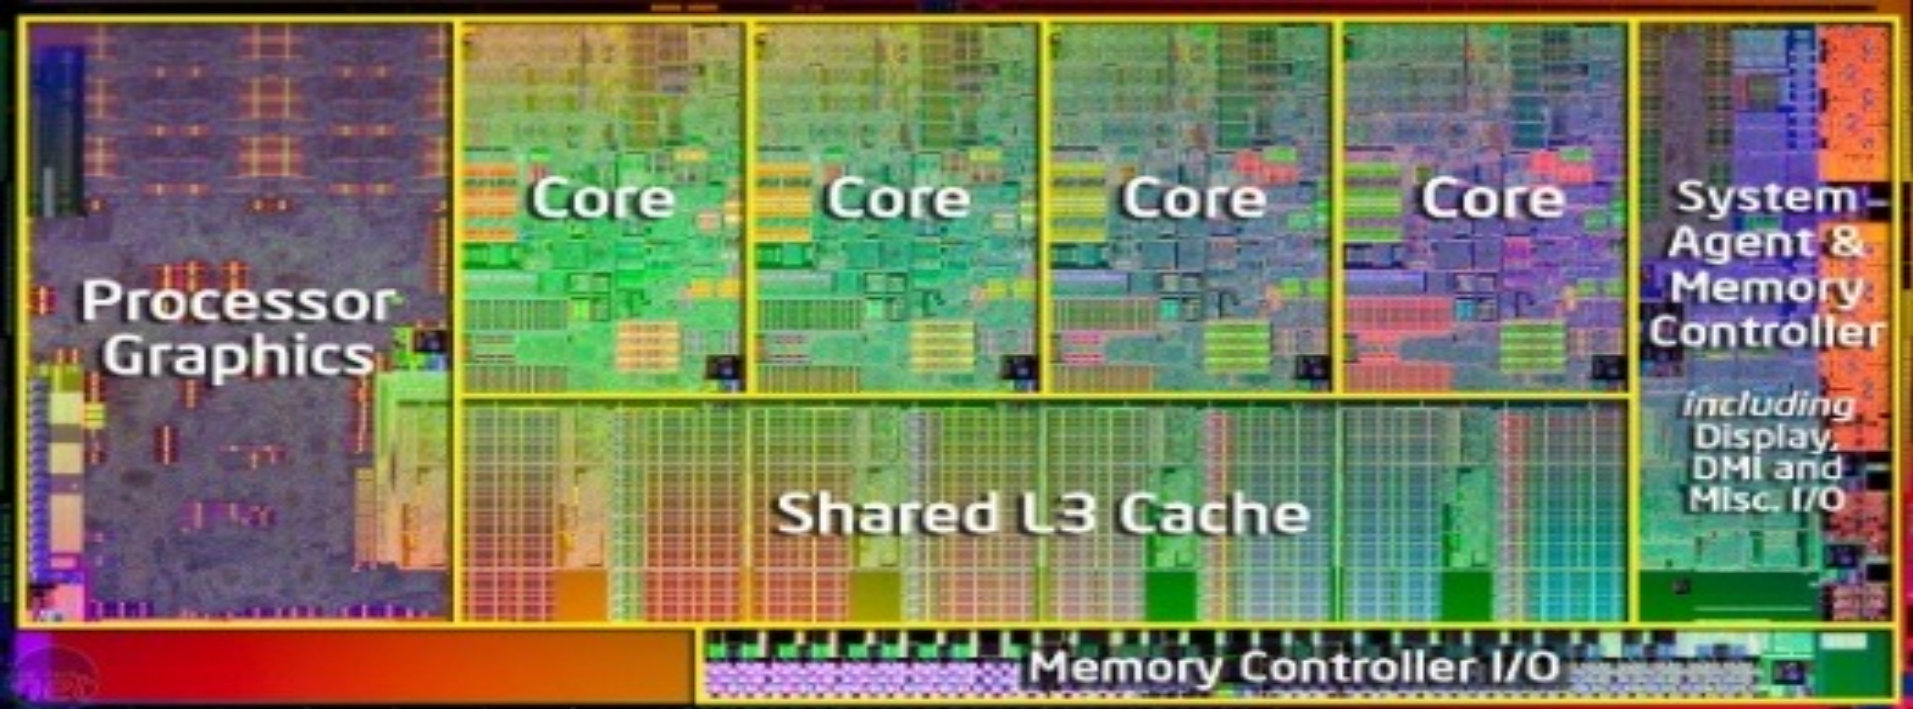 Processor
Graphics
Core
Core
Core
Core
System
Agent &
Memory
Controller
including
Display,
DMI and
Misc. I/O
Shared L3 Cache
Memory Controller I/O